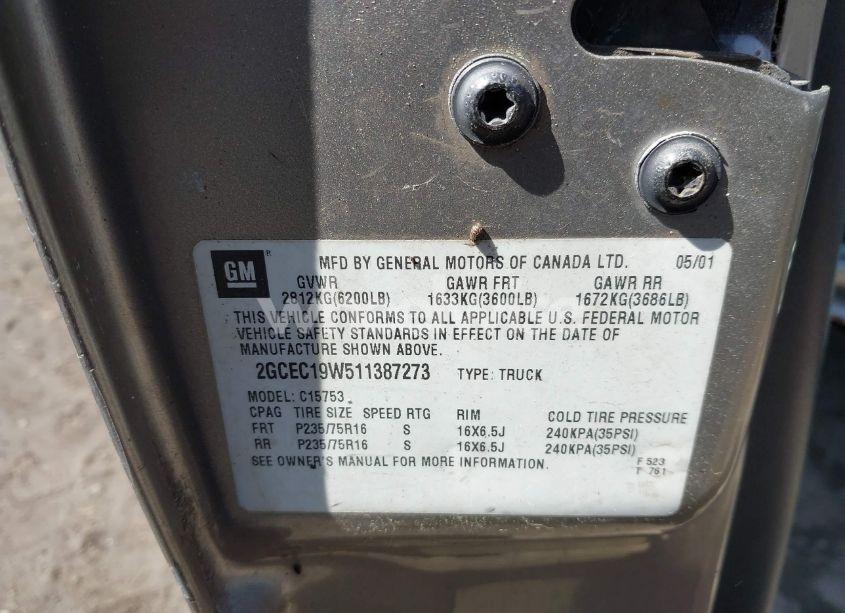 GM
MFD BY GENERAL MOTORS OF CANADA LTD. 05/01
GVWR GAWR FRT GAWR RR
2812KG(6200LB) 1633KG(3600LB) 1672KG(3686LB)
THIS VEHICLE CONFORMS TO ALL APPLICABLE U.S. FEDERAL MOTOR
VEHICLE SAFETY STANDARDS IN EFFECT ON THE DATE OF
MANUFACTURE SHOWN ABOVE.
2GCEC19W511387273 TYPE: TRUCK
MODEL: C15753
CPAG TIRE SIZE SPEED RTG RIM COLD TIRE PRESSURE
FRT P235/75R16 S 16X6.5J 240KPA(35PSI)
RR P235/75R16 S 16X6.5J 240KPA(35PSI)
SEE OWNER'S MANUAL FOR MORE INFORMATION.
F 523
T 761